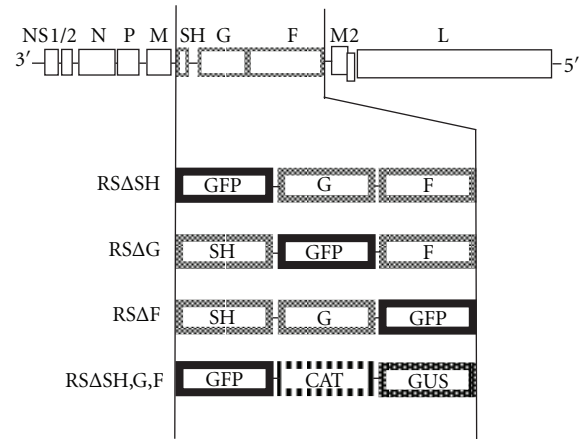 NS1/2 N P M SH G F M2 L
3′ 5′
RSΔSH GFP G F
RSΔG SH GFP F
RSΔF SH G GFP
RSΔSH,G,F GFP CAT GUS